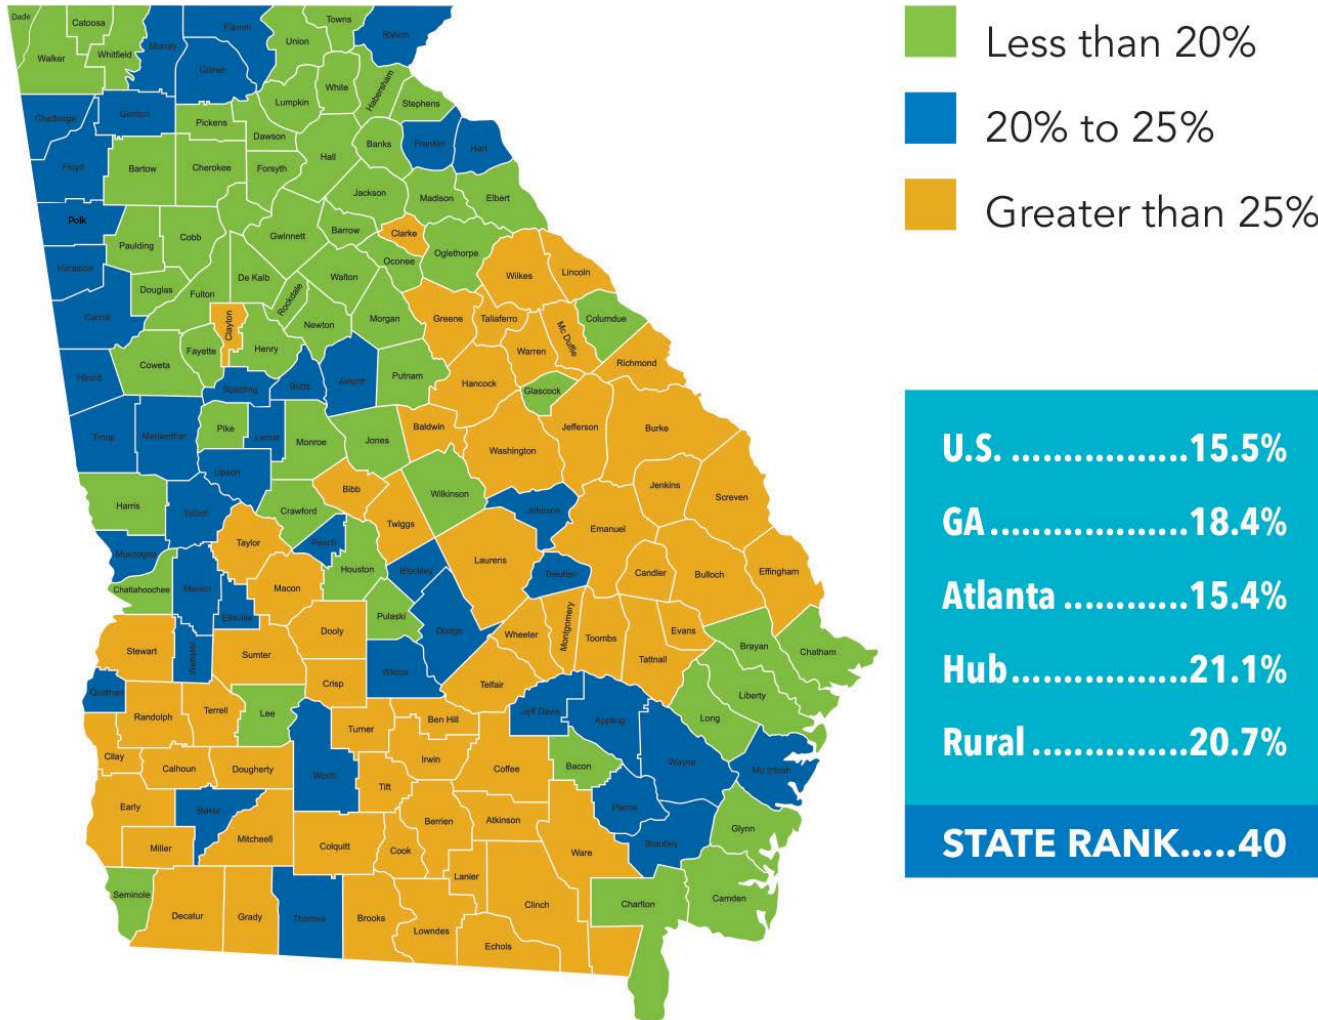 Dade
Catoosa
Walker
Whitfield
Murray
Fannin
Gilmer
Union
Towns
Rabun
White
Habersham
Lumpkin
Stephens
Chattooga
Gordon
Pickens
Dawson
Banks
Franklin
Hart
Floyd
Bartow
Cherokee
Forsyth
Hall
Jackson
Madison
Elbert
Polk
Paulding
Cobb
Gwinnett
Barrow
Clarke
Oconee
Oglethorpe
Wilkes
Lincoln
Haralson
Douglas
Fulton
De Kalb
Rockdale
Walton
Morgan
Greene
Taliaferro
Mc Duffie
Columdue
Carroll
Clayton
Newton
Henry
Fayette
Coweta
Warren
Richmond
Heard
Spalding
Butts
Jasper
Putnam
Hancock
Glascock
Troup
Meriwether
Pike
Lamar
Monroe
Jones
Baldwin
Washington
Jefferson
Burke
Upson
Harris
Talbot
Crawford
Bibb
Twiggs
Wilkinson
Johnson
Jenkins
Screven
Emanuel
Muscogee
Taylor
Peach
Houston
Bleckley
Laurens
Treutlen
Candler
Bulloch
Effingham
Chattahoochee
Marion
Macon
Pulaski
Dodge
Wheeler
Montgomery
Toombs
Evans
Tattnall
Brayan
Chatham
Stewart
Webster
Sumter
Dooly
Crisp
Wilcox
Telfair
Liberty
Long
Quitman
Randolph
Terrell
Lee
Turner
Ben Hill
Jeff Davis
Appling
Wayne
Mc Intosh
Calhoun
Dougherty
Worth
Irwin
Tift
Coffee
Bacon
Pierce
Early
Baker
Mitcheell
Miller
Colquitt
Cook
Berrien
Atkinson
Ware
Brantley
Glynn
Seminole
Decatur
Grady
Thomas
Brooks
Lowndes
Lanier
Clinch
Echols
Charlton
Camden
Less than 20%
20% to 25%
Greater than 25%
U.S. ................15.5%
GA...................18.4%
Atlanta ............15.4%
Hub.................21.1%
Rural ...............20.7%
STATE RANK.....40